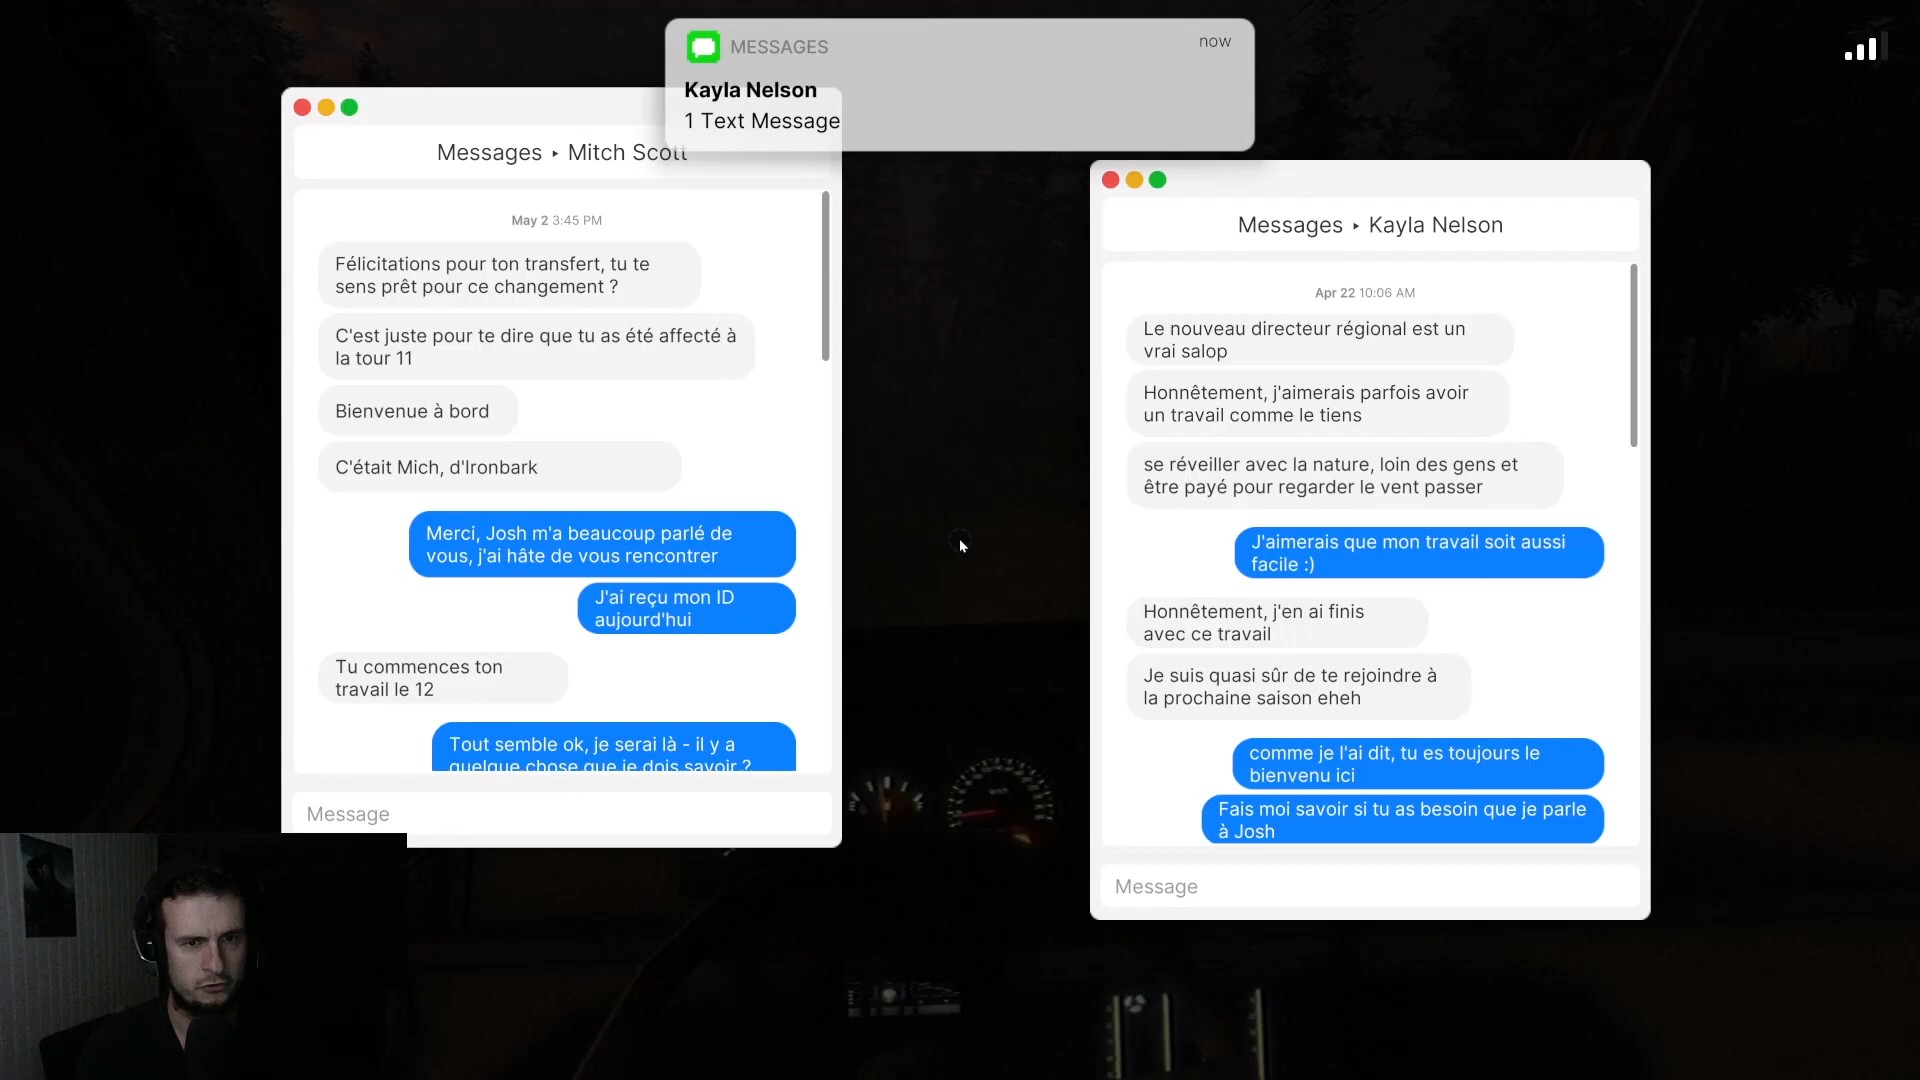 MESSAGES
now
Kayla Nelson
1 Text Message
Messages ▸ Mitch Scott
May 2 3:45 PM
Félicitations pour ton transfert, tu te
sens prêt pour ce changement ?
C'est juste pour te dire que tu as été affecté à
la tour 11
Bienvenue à bord
C'était Mich, d'Ironbark
Merci, Josh m'a beaucoup parlé de
vous, j'ai hâte de vous rencontrer
J'ai reçu mon ID
aujourd'hui
Tu commences ton
travail le 12
Tout semble ok, je serai là - il y a
quelque chose que je dois savoir ?
Message
Messages ▸ Kayla Nelson
Apr 22 10:06 AM
Le nouveau directeur régional est un
vrai salop
Honnêtement, j'aimerais parfois avoir
un travail comme le tiens
se réveiller avec la nature, loin des gens et
être payé pour regarder le vent passer
J'aimerais que mon travail soit aussi
facile :)
Honnêtement, j'en ai finis
avec ce travail
Je suis quasi sûr de te rejoindre à
la prochaine saison eheh
comme je l'ai dit, tu es toujours le
bienvenu ici
Fais moi savoir si tu as besoin que je parle
à Josh
Message